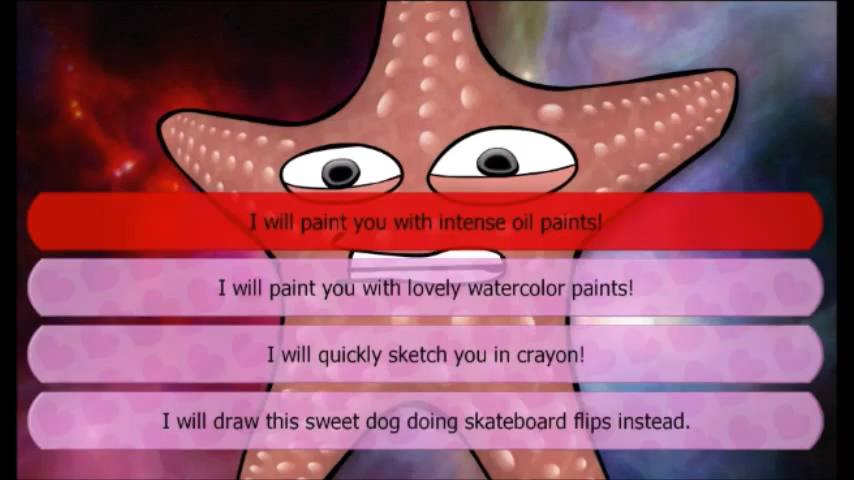 I will paint you with intense oil paints!
I will paint you with lovely watercolor paints!
I will quickly sketch you in crayon!
I will draw this sweet dog doing skateboard flips instead.